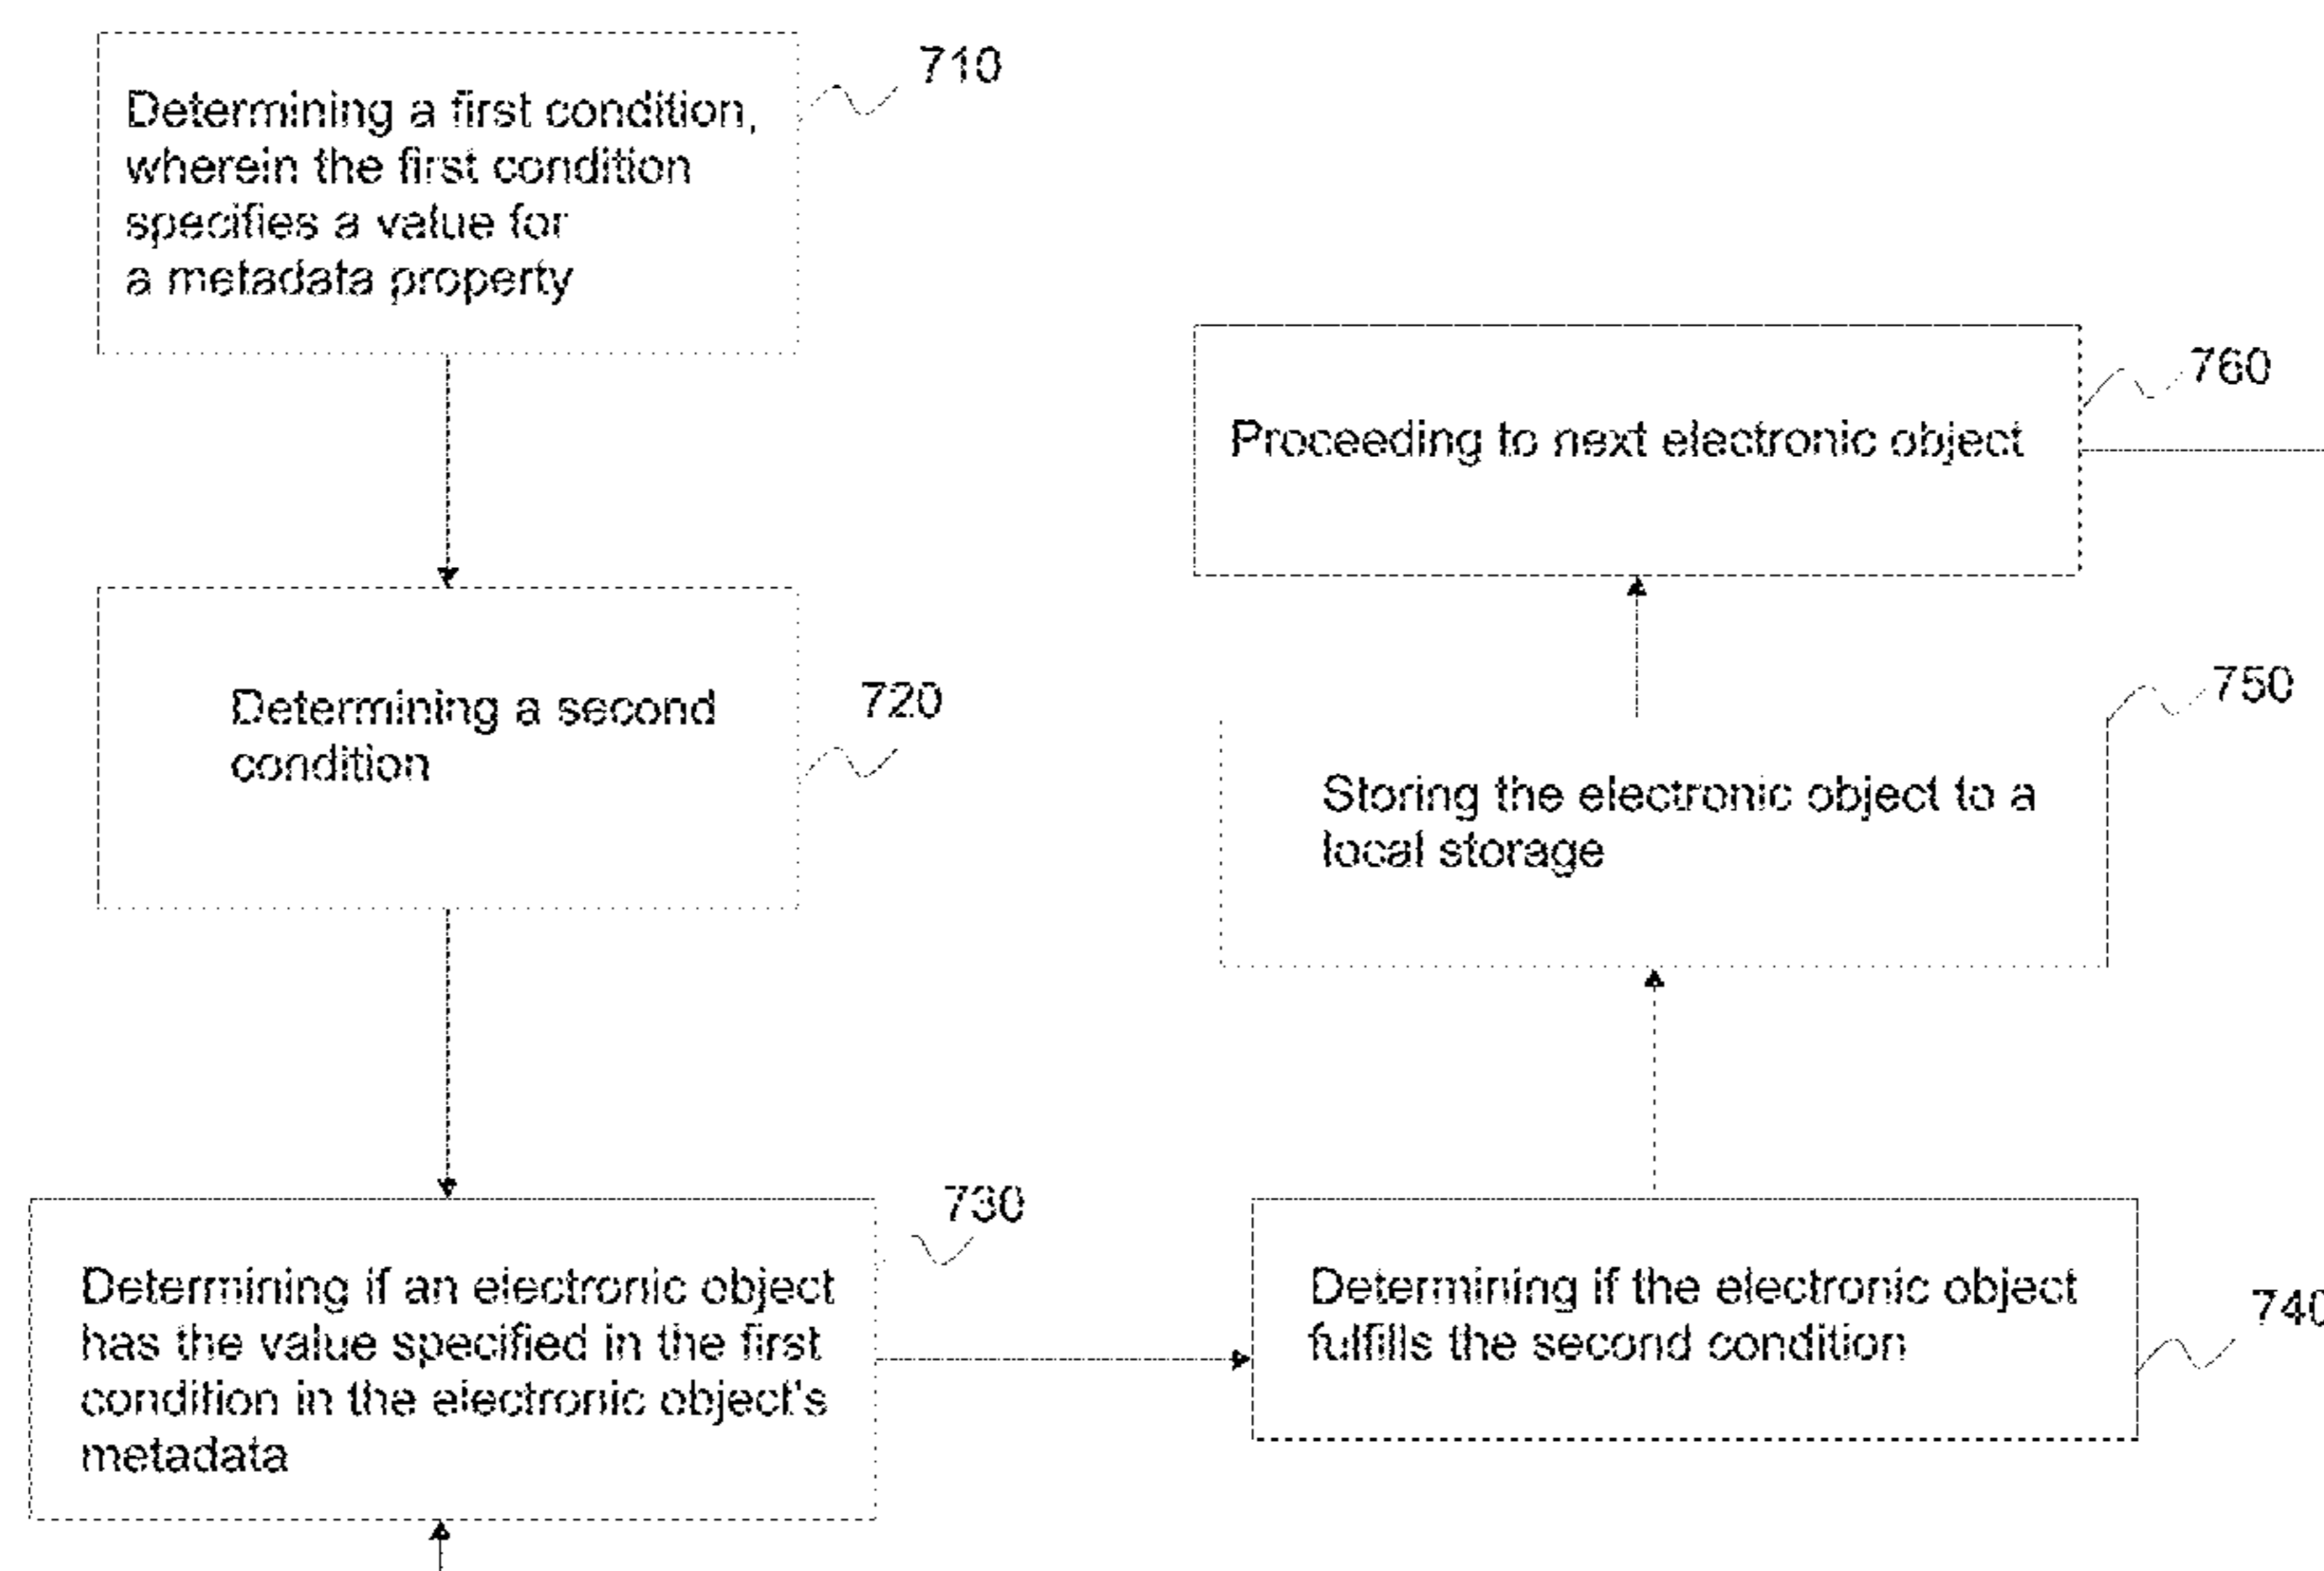 710
Determining a first condition,
wherein the first condition
specifies a value for
a metadata property
720
Determining a second
condition
730
Determining if an electronic object
has the value specified in the first
condition in the electronic object's
metadata
740
Determining if the electronic object
fulfills the second condition
750
Storing the electronic object to a
local storage
760
Proceeding to next electronic object